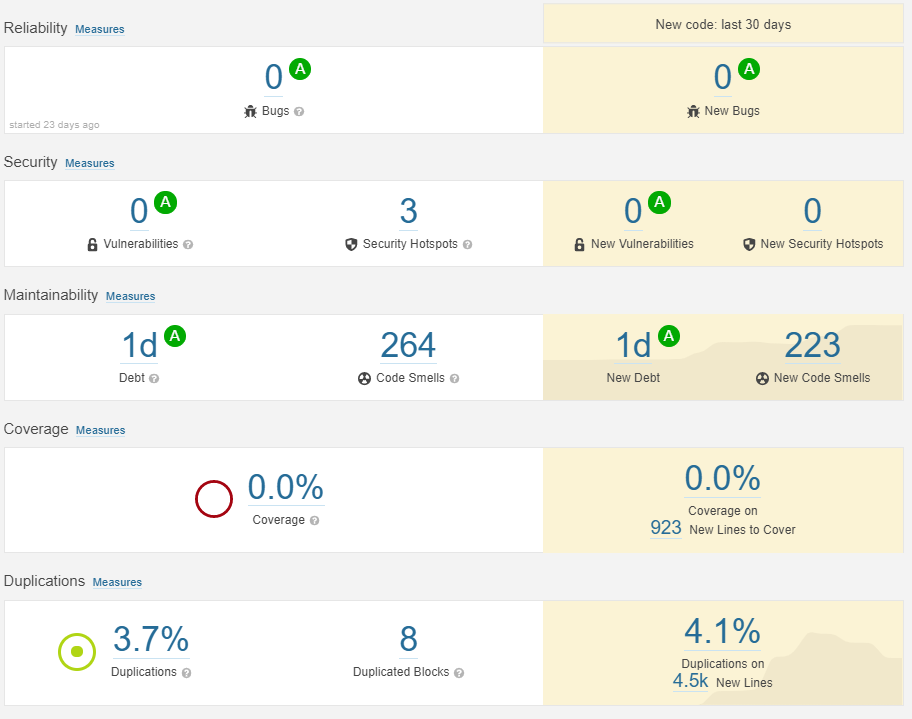 Reliability Measures
New code: last 30 days
0 A
Bugs ?
started 23 days ago
0 A
New Bugs
Security Measures
0 A
Vulnerabilities ?
3
Security Hotspots ?
0 A
New Vulnerabilities
0
New Security Hotspots
Maintainability Measures
1d A
Debt ?
264
Code Smells ?
1d A
New Debt
223
New Code Smells
Coverage Measures
0.0%
Coverage ?
0.0%
Coverage on
923 New Lines to Cover
Duplications Measures
3.7%
Duplications ?
8
Duplicated Blocks ?
4.1%
Duplications on
4.5k New Lines